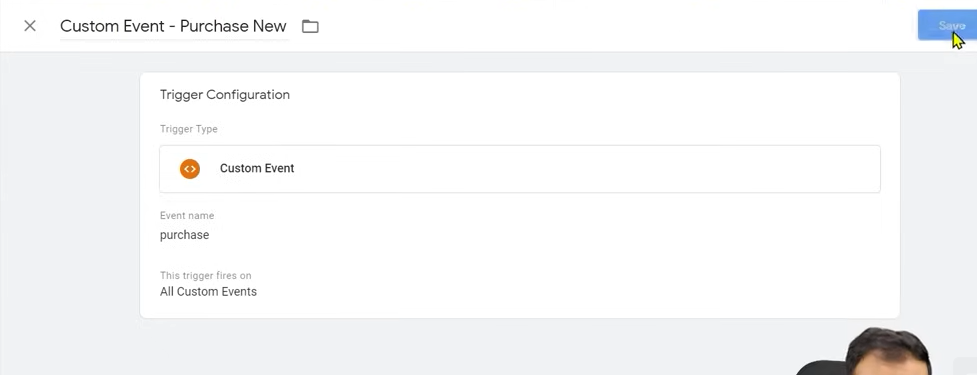 Custom Event - Purchase New
Save
Trigger Configuration
Trigger Type
Custom Event
Event name
purchase
This trigger fires on
All Custom Events